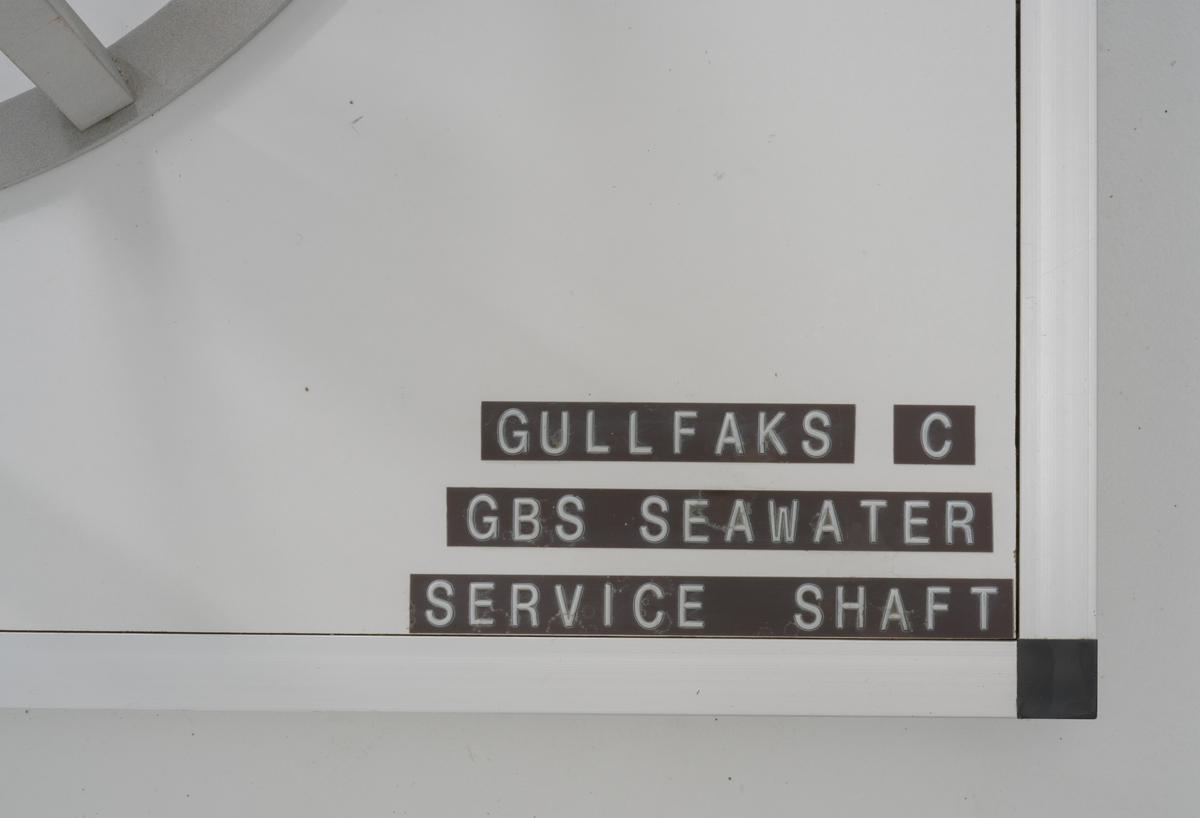 GULLFAKS C
GBS SEAWATER
SERVICE SHAFT